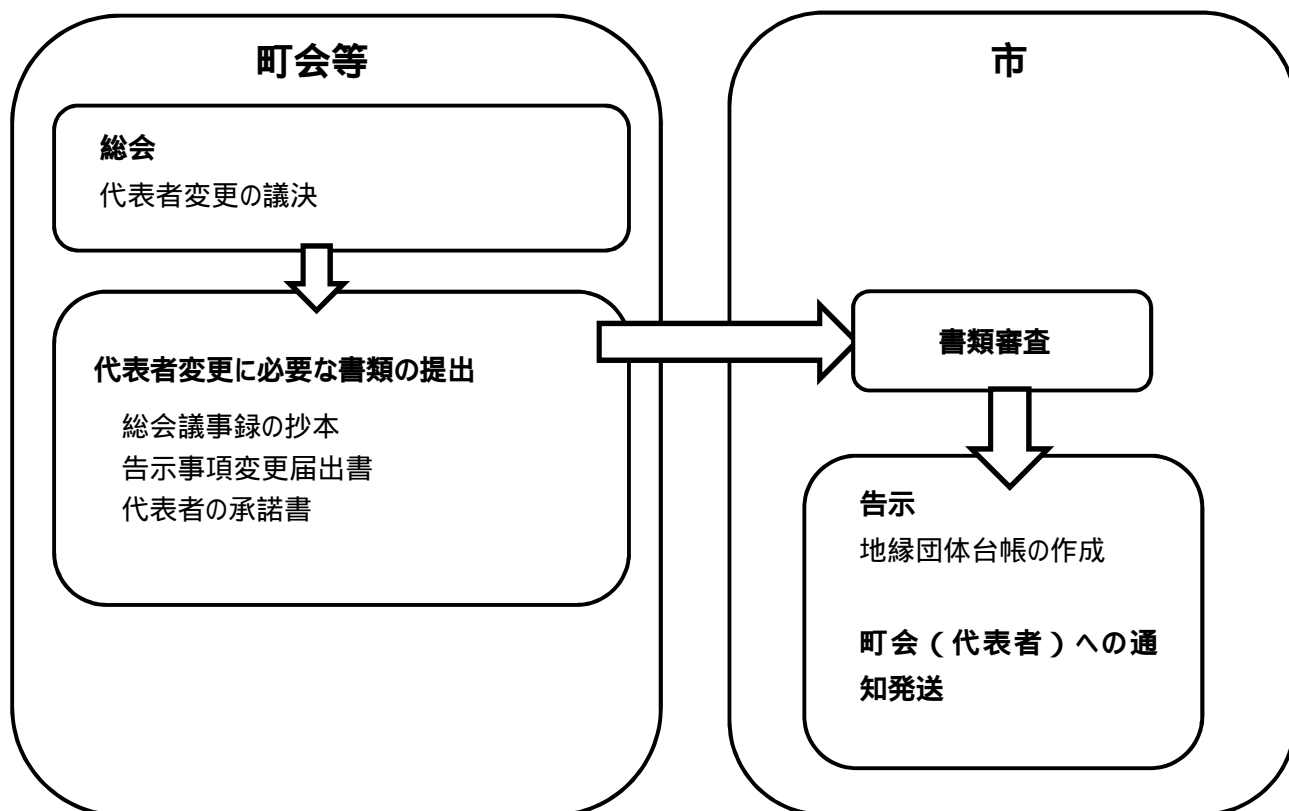 町会等
総会
代表者変更の議決
代表者変更に必要な書類の提出
総会議事録の抄本
告示事項変更届出書
代表者の承諾書
市
書類審査
告示
地縁団体台帳の作成
町会(代表者)への通
知発送